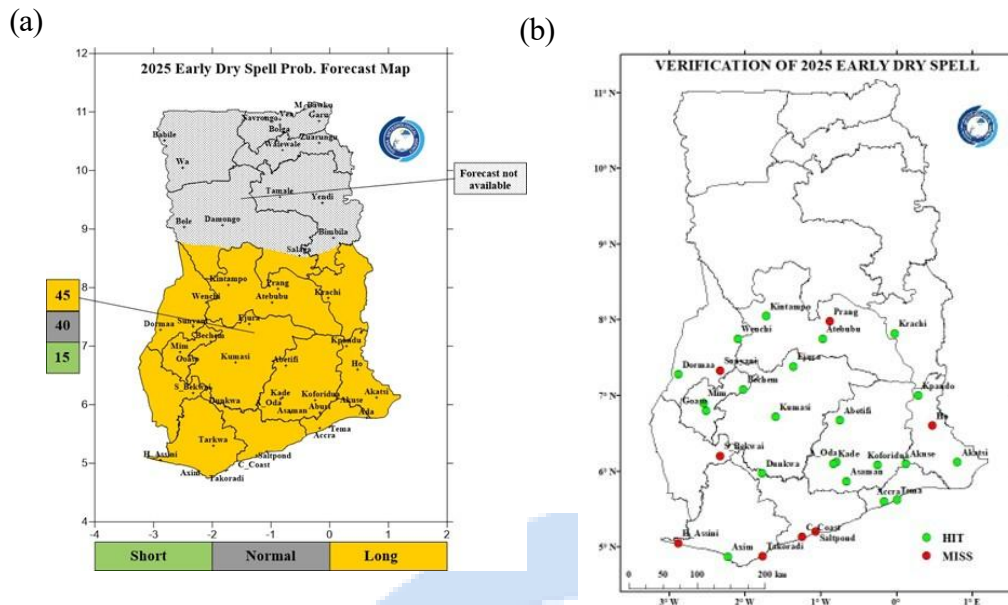 (a)
2025 Early Dry Spell Prob. Forecast Map
12
11
10
9
8
7
6
5
4
M_Bawku
Navrongo
Garu
Bolga
Babile
Zuarungu
Walewale
Wa
Forecast not
available
Tamale
Yendi
Damongo
Bole
Bimbila
Salaga
45
40
15
Kintampo
Prang
Krachi
Wenchi
Atebubu
Ejura
Dormaa
Sunyani
Bechem
Kpandu
Mim
Goaso
Kumasi
Abetifi
Ho
S_Bekwai
Kade
Koforidua
Akatsi
Dunkwa
Oda
Akuse
Asaman
Aburi
Ada
Tarkwa
Tema
Accra
H_Assini
Saltpond
C_Coast
Axim
Takoradi
-4
-3
-2
-1
0
1
2
Short
Normal
Long
(b)
VERIFICATION OF 2025 EARLY DRY SPELL
11° N
10° N
9° N
8° N
7° N
6° N
5° N
Kintampo
Prang
Krachi
Wenchi
Atebubu
Dormaa
Sunyani
Ejura
Bechem
Kpando
Mim
Goaso
Kumasi
Abetifi
Ho
S_Bekwai
Dunkwa
Oda
Kade
Koforidua
Akuse
Akatsi
Asaman
Accra
Tema
C_Coast
Saltpond
H_Assini
Axim
Takoradi
HIT
MISS
0
50
100
200 km
3° W
2° W
1° W
0°
1° E